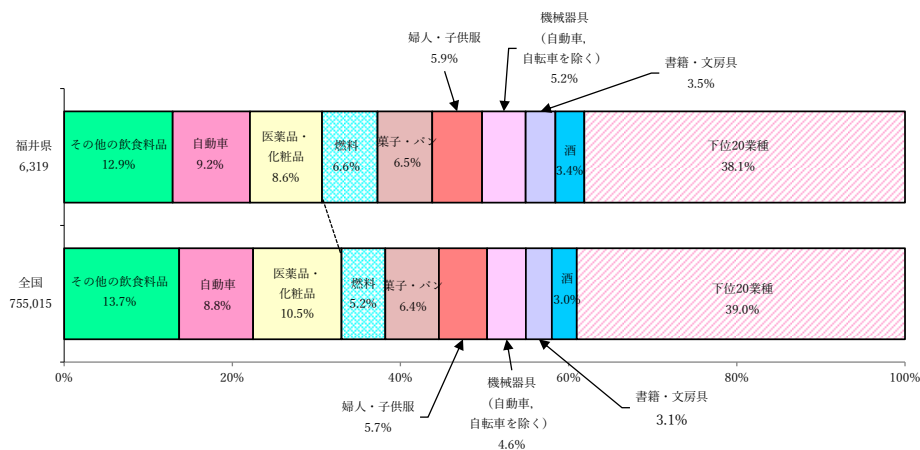 機械器具
（自動車,
自転車を除く）
5.2%
婦人・子供服
5.9%
書籍・文房具
3.5%
福井県
6,319
その他の飲食料品
12.9%
自動車
9.2%
医薬品・
化粧品
8.6%
燃料
6.6%
菓子・パン
6.5%
酒
3.4%
下位20業種
38.1%
全国
755,015
その他の飲食料品
13.7%
自動車
8.8%
医薬品・
化粧品
10.5%
燃料
5.2%
菓子・パン
6.4%
酒
3.0%
下位20業種
39.0%
0%
20%
40%
60%
80%
100%
婦人・子供服
5.7%
機械器具
（自動車,
自転車を除く）
4.6%
書籍・文房具
3.1%